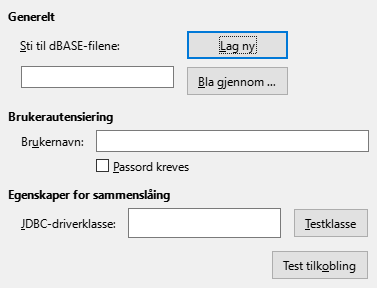 Generelt
Sti til dBASE-filene:
Lag ny
Bla gjennom ...
Brukerautensiering
Brukernavn:
Passord kreves
Egenskaper for sammenslåing
JDBC-driverklasse:
Testklasse
Test tilkobling